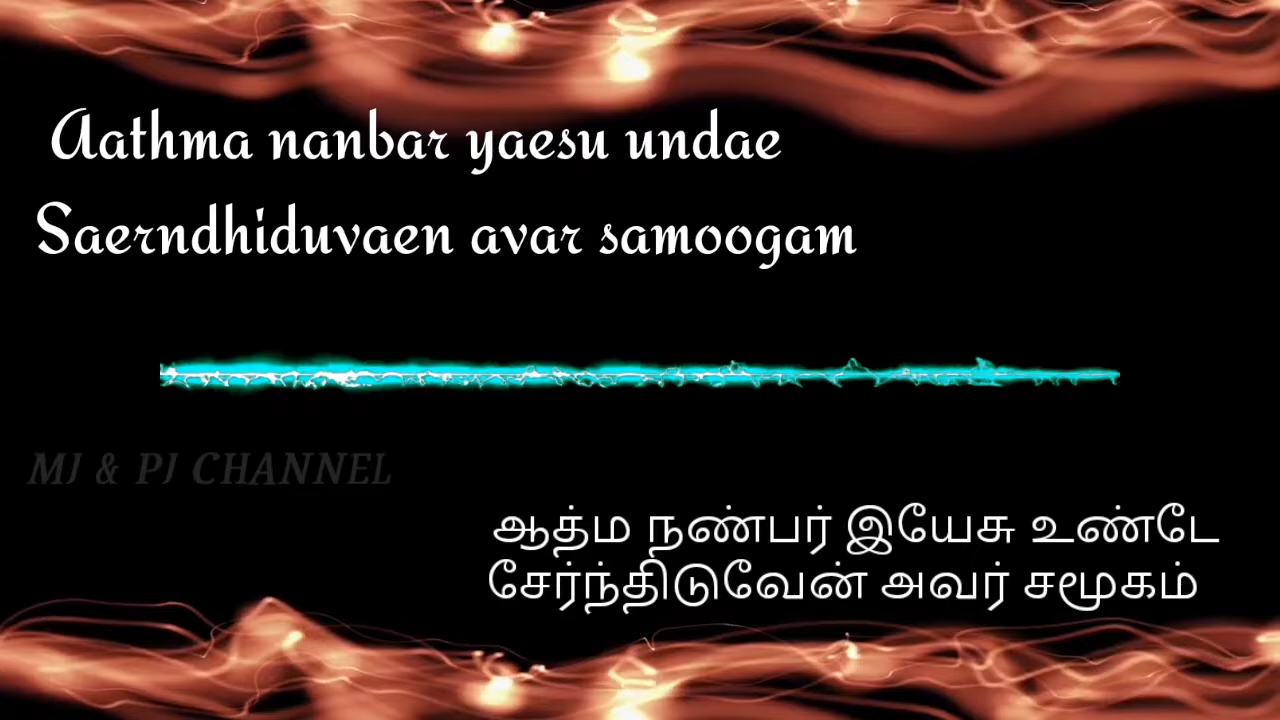 Aathma nanbar yaesu undae
Saerndhiduvaen avar samoogam
MJ & PJ CHANNEL
ஆத்ம நண்பர் இயேசு உண்டே
சேர்ந்திடுவேன் அவர் சமூகம்